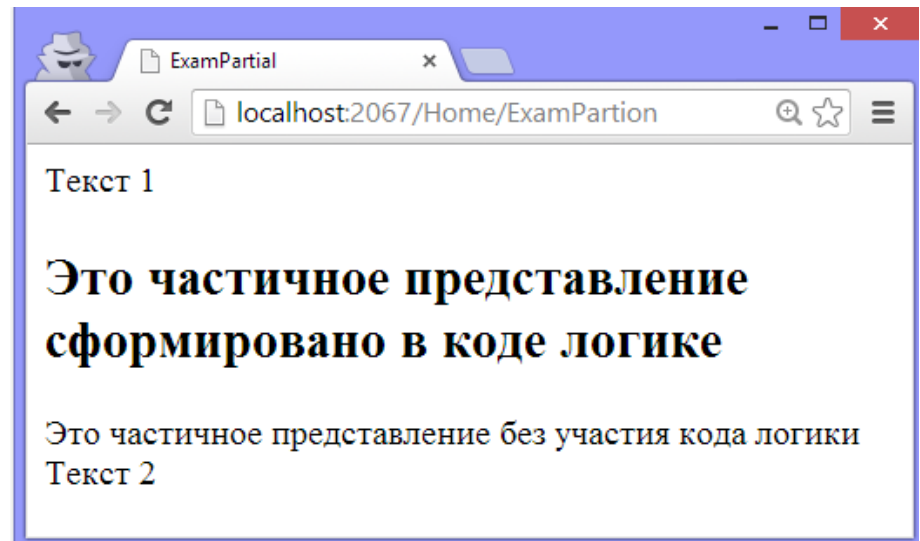 ExamPartial
localhost:2067/Home/ExamPartion
Текст 1
Это частичное представление
сформировано в коде логике
Это частичное представление без участия кода логики
Текст 2